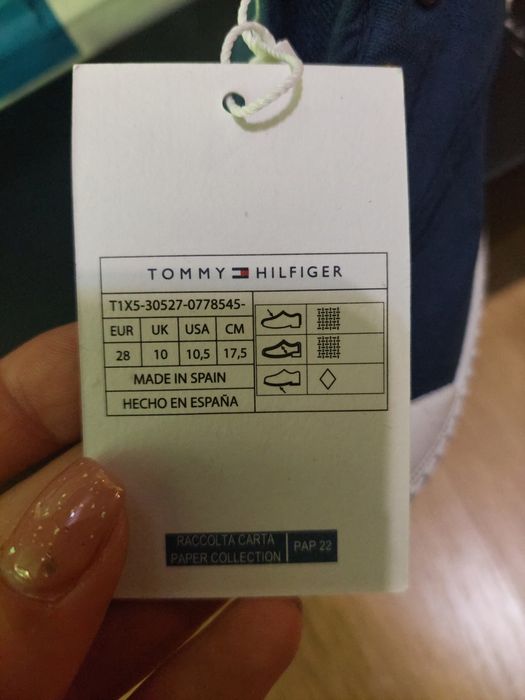 TOMMY HILFIGER
T1X5-30527-0778545-
EUR UK USA CM
28 10 10,5 17,5
MADE IN SPAIN
HECHO EN ESPAÑA
RACCOLTA CARTA
PAPER COLLECTION
PAP 22